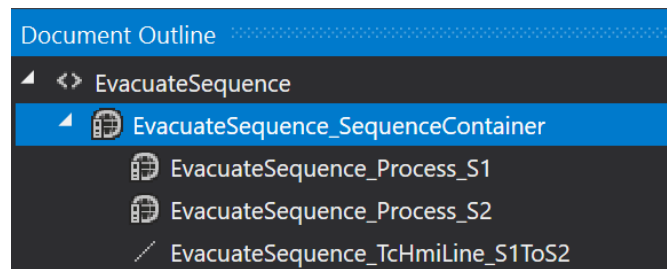 Document Outline
EvacuateSequence
EvacuateSequence_SequenceContainer
EvacuateSequence_Process_S1
EvacuateSequence_Process_S2
EvacuateSequence_TcHmiLine_S1ToS2